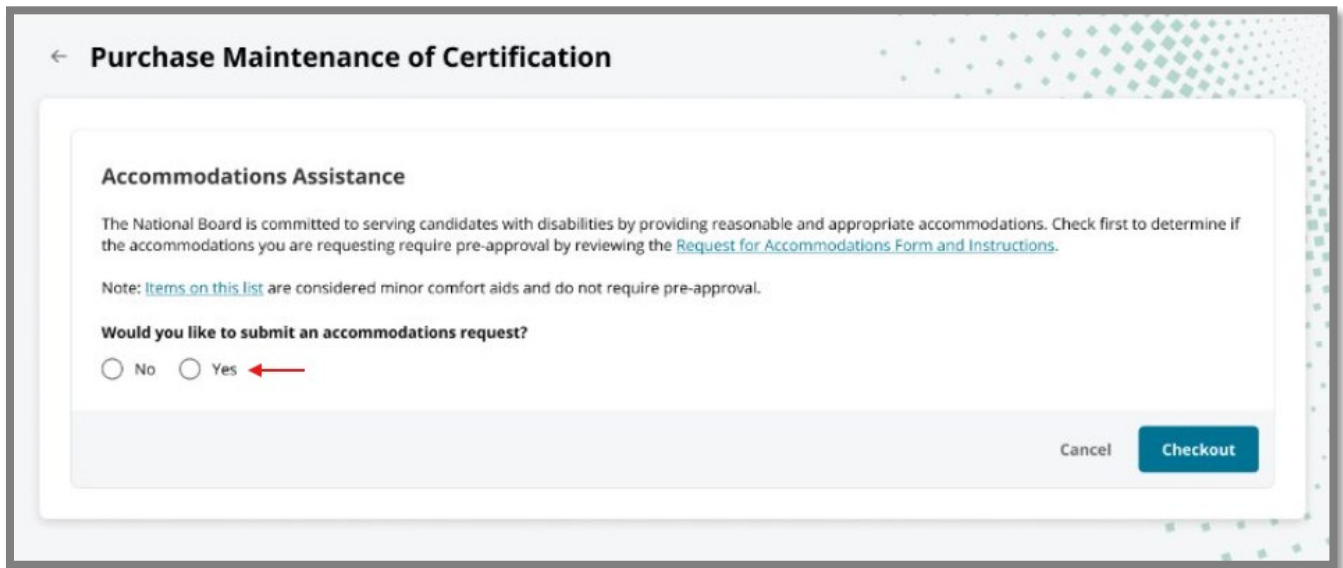 ← Purchase Maintenance of Certification
Accommodations Assistance
The National Board is committed to serving candidates with disabilities by providing reasonable and appropriate accommodations. Check first to determine if
the accommodations you are requesting require pre-approval by reviewing the Request for Accommodations Form and Instructions.
Note: Items on this list are considered minor comfort aids and do not require pre-approval.
Would you like to submit an accommodations request?
No Yes
Cancel Checkout